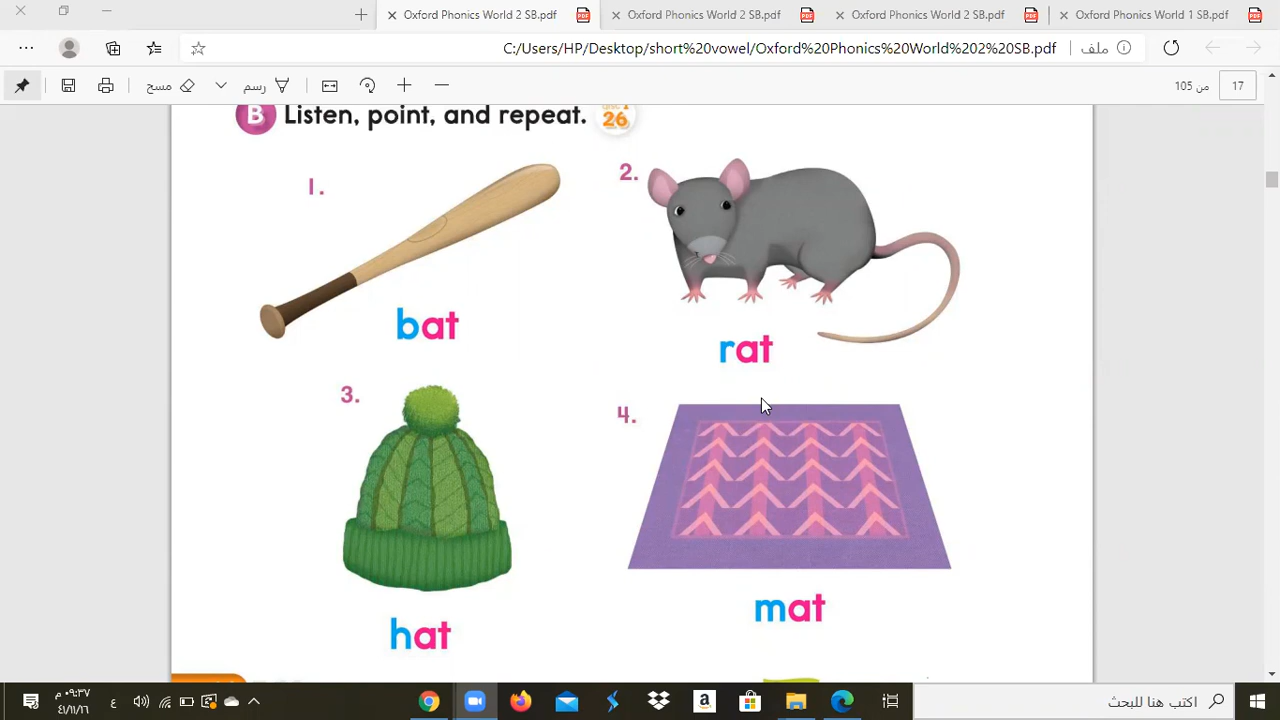 Oxford Phonics World 2 SB.pdf
Oxford Phonics World 2 SB.pdf
Oxford Phonics World 2 SB.pdf
Oxford Phonics World 1 SB.pdf
C:/Users/HP/Desktop/short%20vowel/Oxford%20Phonics%20World%202%20SB.pdf
ملف
مسح
رسم
من 105
17
B Listen, point, and repeat. 26
1.
2.
bat
rat
3.
4.
hat
mat
٠٩:٣٧ م
ع
اكتب هنا للبحث